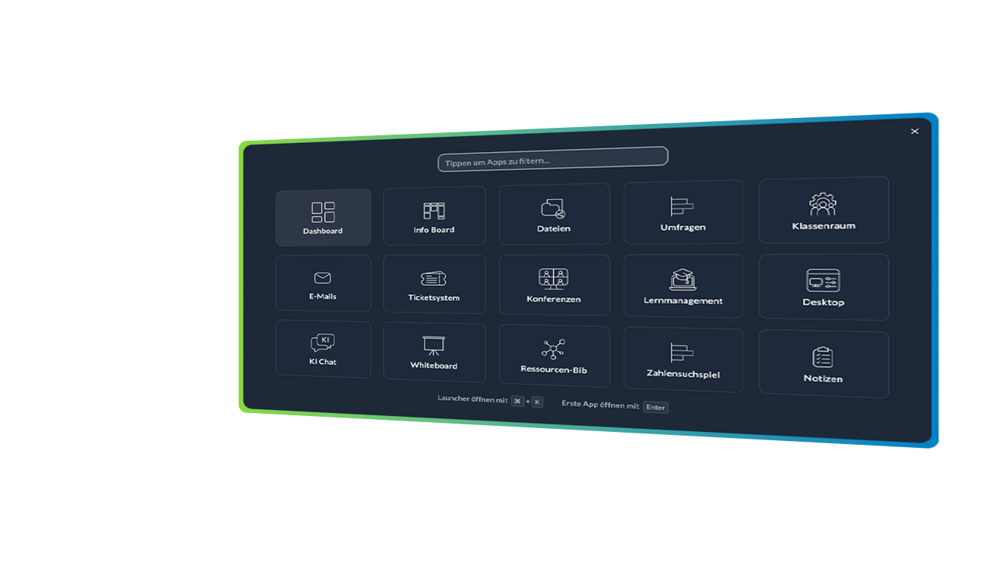 Tippen um Apps zu filtern...
Dashboard
Info Board
Dateien
Umfragen
Klassenraum
E-Mails
Ticketsystem
Konferenzen
Lernmanagement
Desktop
KI
KI Chat
Whiteboard
Ressourcen-Bib
Zahlensuchspiel
Notizen
Launcher öffnen mit ⌘ + K
Erste App öffnen mit Enter